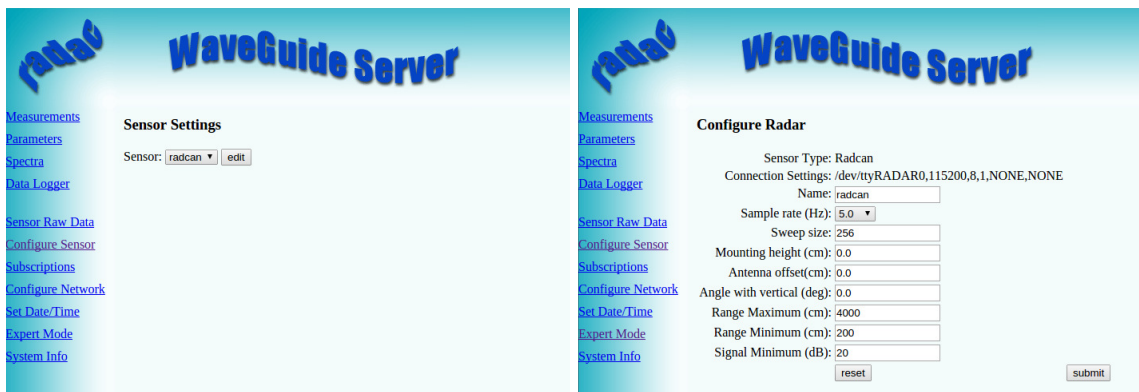 radac
WaveGuide Server
Measurements
Parameters
Spectra
Data Logger
Sensor Raw Data
Configure Sensor
Subscriptions
Configure Network
Set Date/Time
Expert Mode
System Info
Sensor Settings
Sensor: radcan edit
radac
WaveGuide Server
Measurements
Parameters
Spectra
Data Logger
Sensor Raw Data
Configure Sensor
Subscriptions
Configure Network
Set Date/Time
Expert Mode
System Info
Configure Radar
Sensor Type: Radcan
Connection Settings: /dev/ttyRADAR0,115200,8,1,NONE,NONE
Name: radcan
Sample rate (Hz): 5.0
Sweep size: 256
Mounting height (cm): 0.0
Antenna offset(cm): 0.0
Angle with vertical (deg): 0.0
Range Maximum (cm): 4000
Range Minimum (cm): 200
Signal Minimum (dB): 20
reset submit